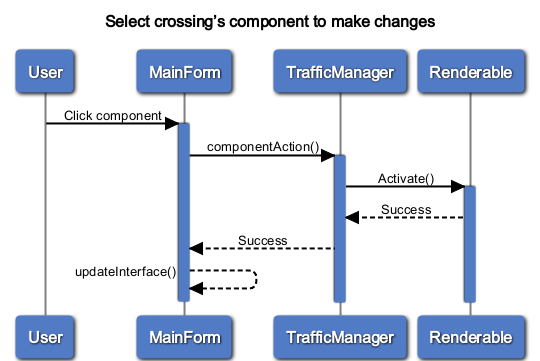 Select crossing's component to make changes
User MainForm TrafficManager Renderable
Click component
componentAction()
Activate()
Success
Success
updateInterface()
User MainForm TrafficManager Renderable